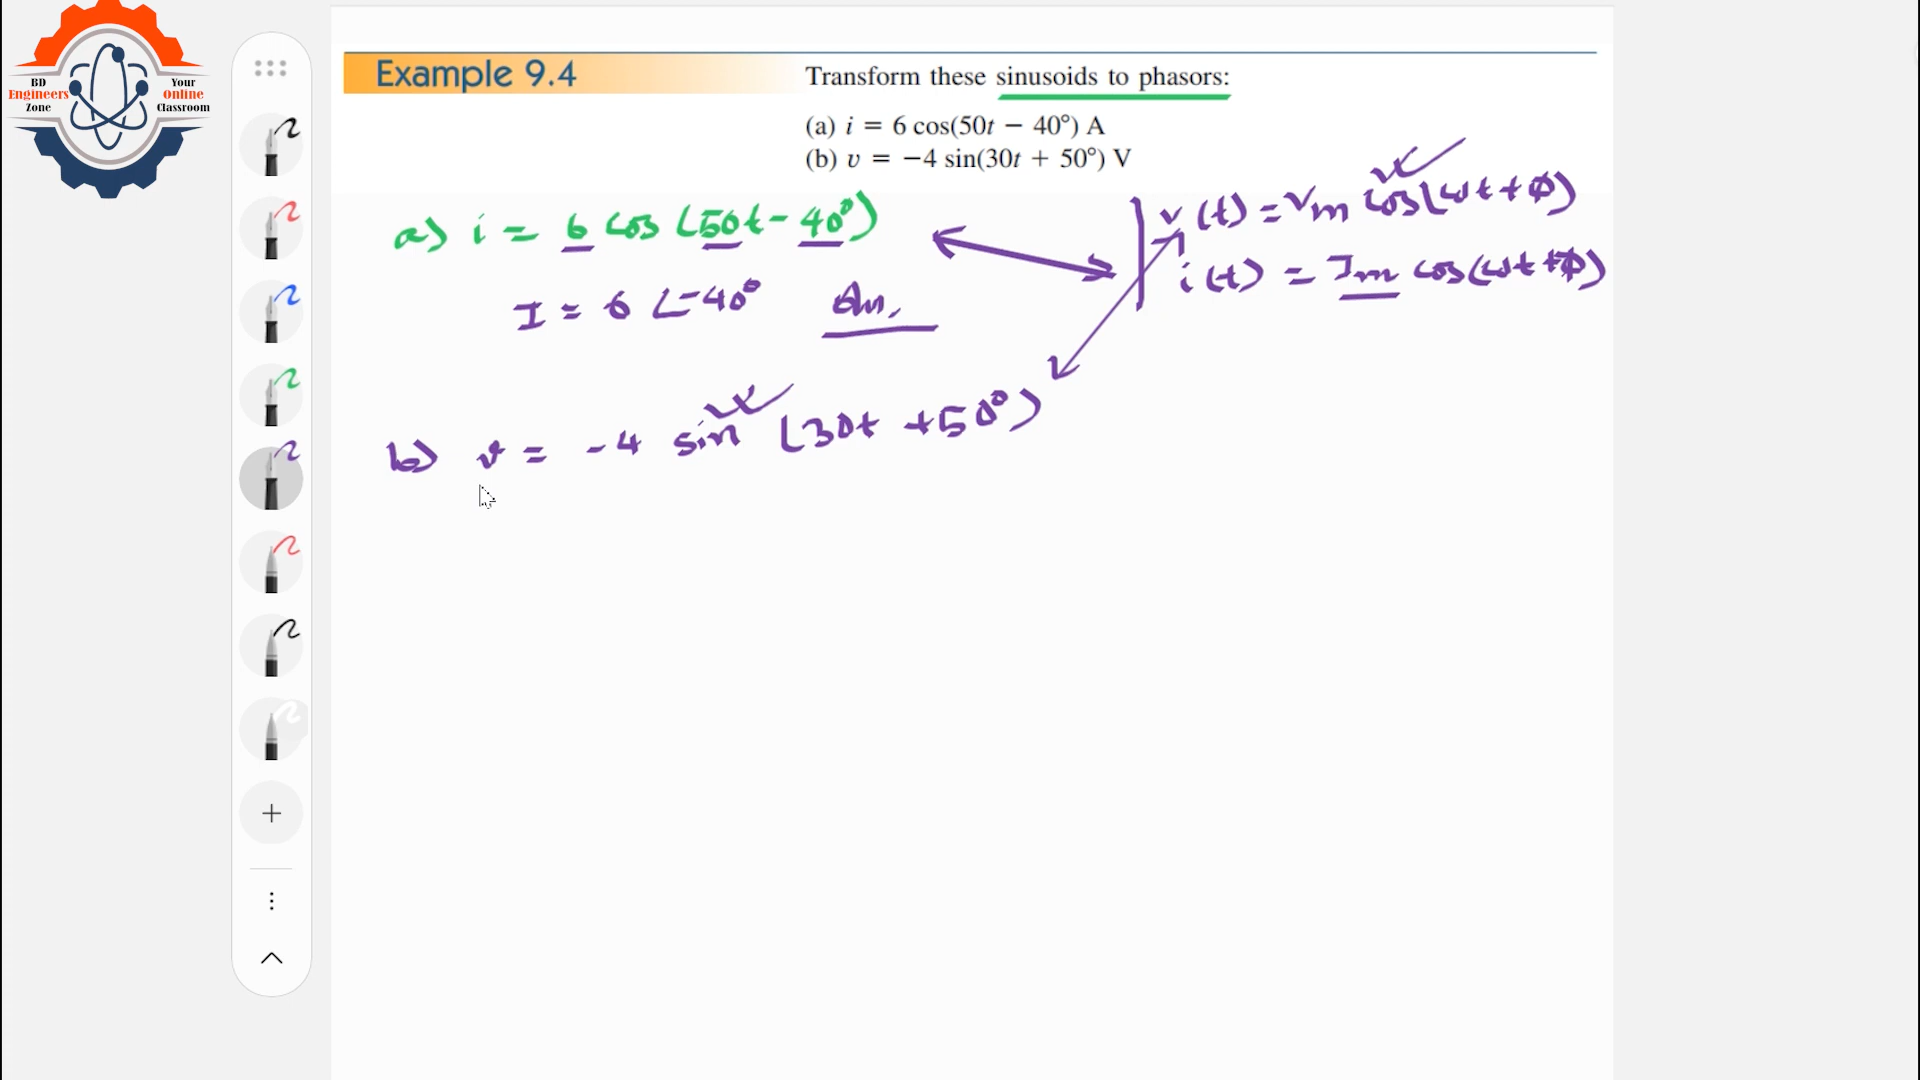 BD
Engineers
Zone
Your
Online
Classroom
Example 9.4
Transform these sinusoids to phasors:
(a) i = 6 cos(50t − 40°) A
(b) v = −4 sin(30t + 50°) V
a) i = 6 cos (50t - 40°)
I = 6 ∠-40° An,
v(t) = Vm cos(ωt + φ)
i(t) = Im cos(ωt + φ)
b) v = -4 sin (30t + 50°)